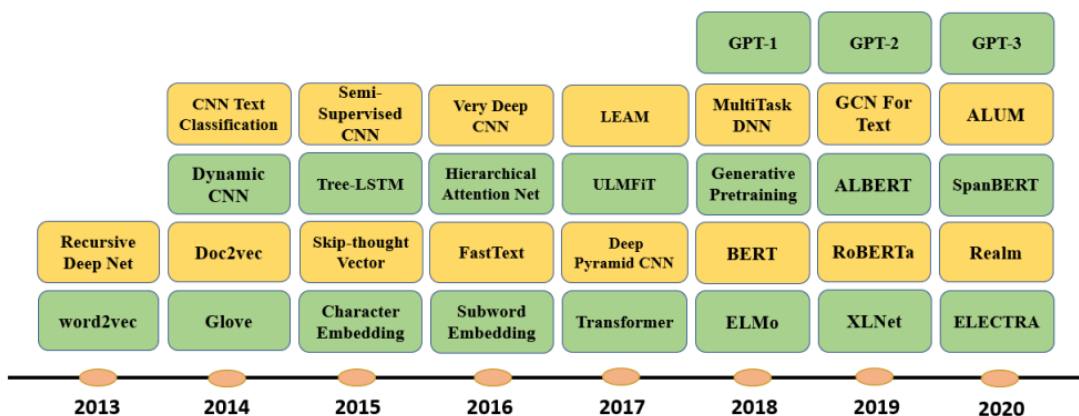 GPT-1
GPT-2
GPT-3
CNN Text
Classification
Semi-
Supervised
CNN
Very Deep
CNN
LEAM
MultiTask
DNN
GCN For
Text
ALUM
Dynamic
CNN
Tree-LSTM
Hierarchical
Attention Net
ULMFiT
Generative
Pretraining
ALBERT
SpanBERT
Recursive
Deep Net
Doc2vec
Skip-thought
Vector
FastText
Deep
Pyramid CNN
BERT
RoBERTa
Realm
word2vec
Glove
Character
Embedding
Subword
Embedding
Transformer
ELMo
XLNet
ELECTRA
2013
2014
2015
2016
2017
2018
2019
2020